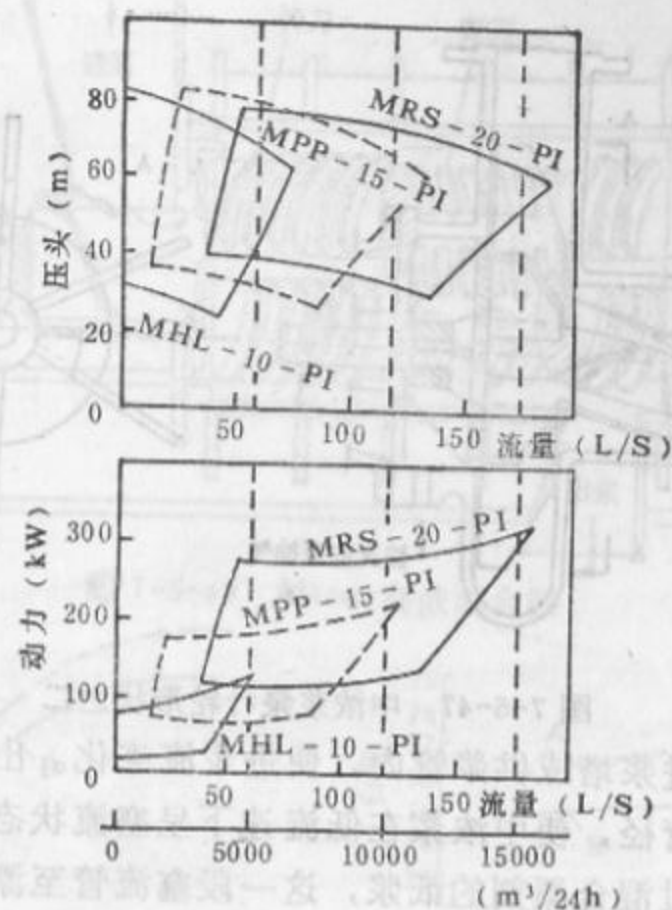 压头（m）
80
60
40
20
0
MRS-20-PI
MPP-15-PI
MHL-10-PI
50 100 150 流量（L/S）
动力（kW）
300
200
100
0
MRS-20-PI
MPP-15-PI
MHL-10-PI
50 100 150 流量（L/S）
0 5000 10000 15000
（m³/24h）